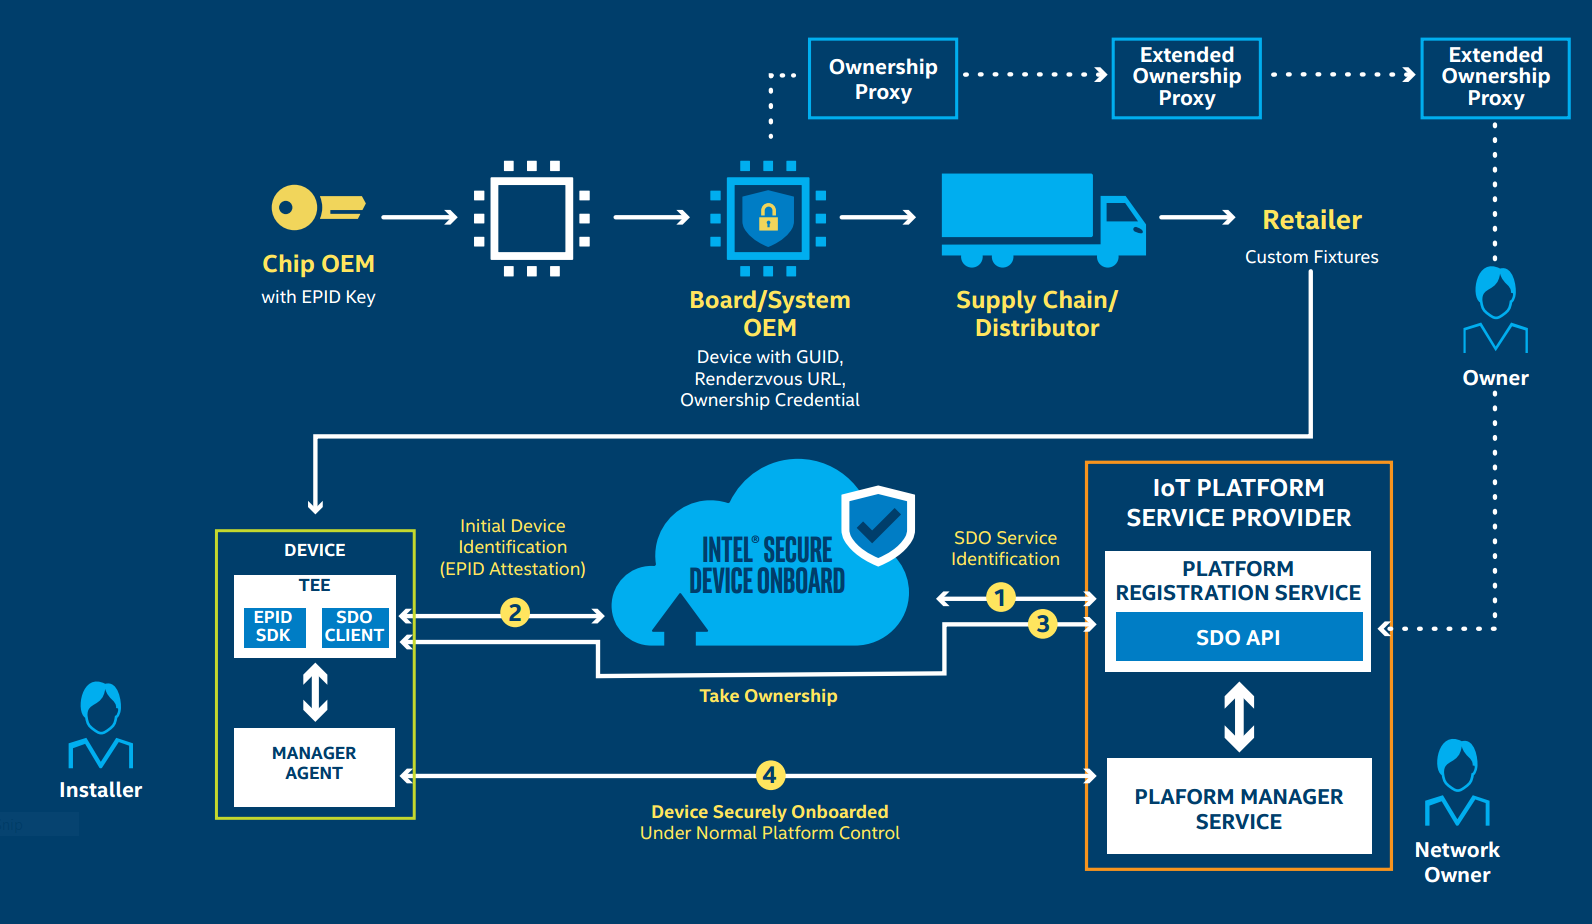 Ownership
Proxy
Extended
Ownership
Proxy
Extended
Ownership
Proxy
Chip OEM
with EPID Key
Board/System
OEM
Device with GUID,
Renderzvous URL,
Ownership Credential
Supply Chain/
Distributor
Retailer
Custom Fixtures
Owner
DEVICE
TEE
EPID
SDK
SDO
CLIENT
MANAGER
AGENT
Installer
Initial Device
Identification
(EPID Attestation)
2
INTEL® SECURE
DEVICE ONBOARD
SDO Service
Identification
1
3
Take Ownership
4
Device Securely Onboarded
Under Normal Platform Control
IoT PLATFORM
SERVICE PROVIDER
PLATFORM
REGISTRATION SERVICE
SDO API
PLAFORM MANAGER
SERVICE
Network
Owner